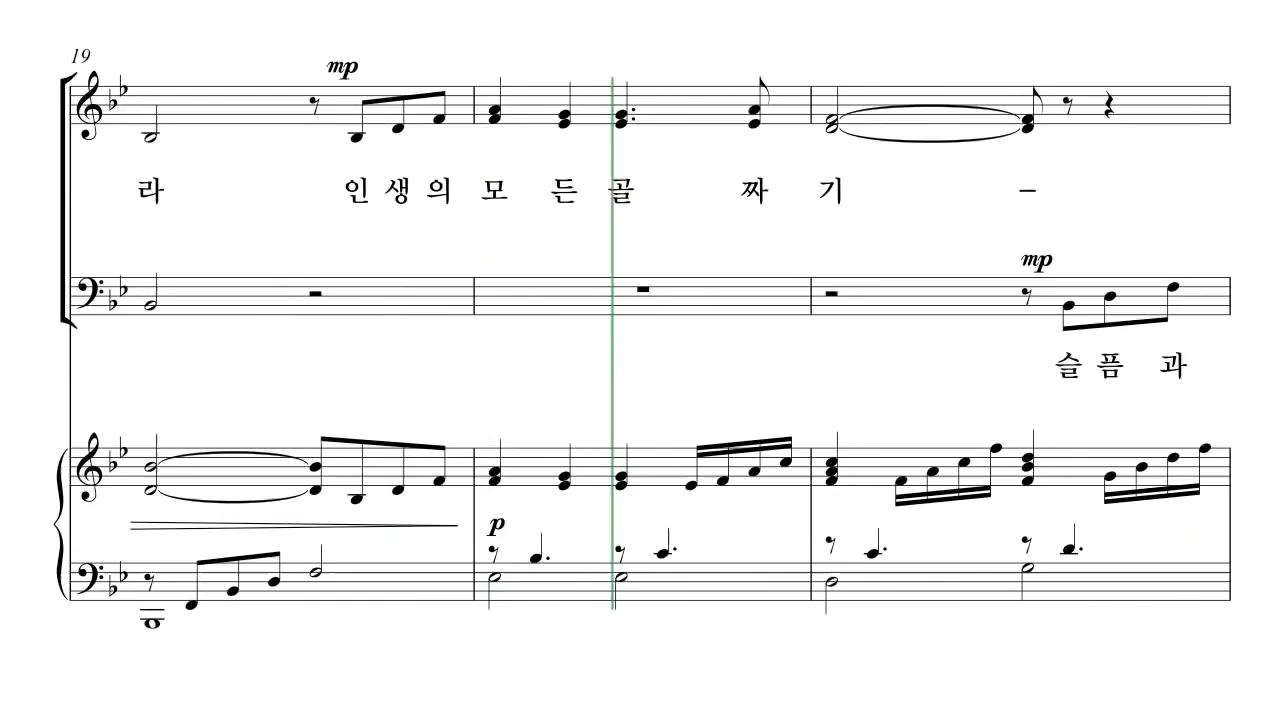 19
mp
라 인 생 의 모 든 골 짜 기 –
mp
슬 픔 과
p